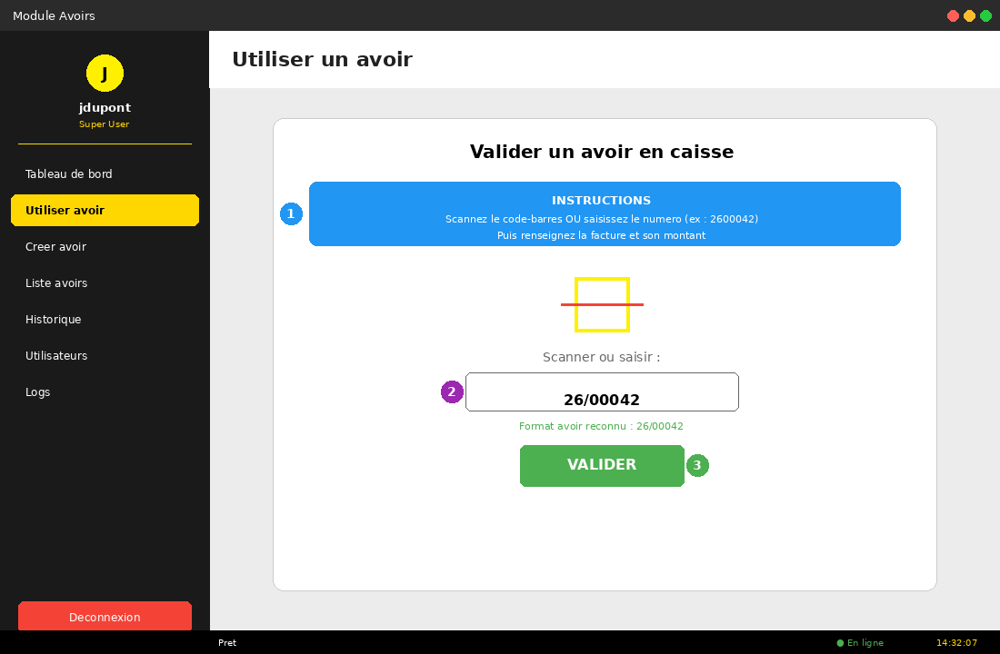 Module Avoirs
J
jdupont
Super User
Tableau de bord
Utiliser avoir
Creer avoir
Liste avoirs
Historique
Utilisateurs
Logs
Deconnexion
Utiliser un avoir
Valider un avoir en caisse
1
INSTRUCTIONS
Scannez le code-barres OU saisissez le numero (ex : 2600042)
Puis renseignez la facture et son montant
Scanner ou saisir :
2
26/00042
Format avoir reconnu : 26/00042
VALIDER
3
Pret
En ligne
14:32:07